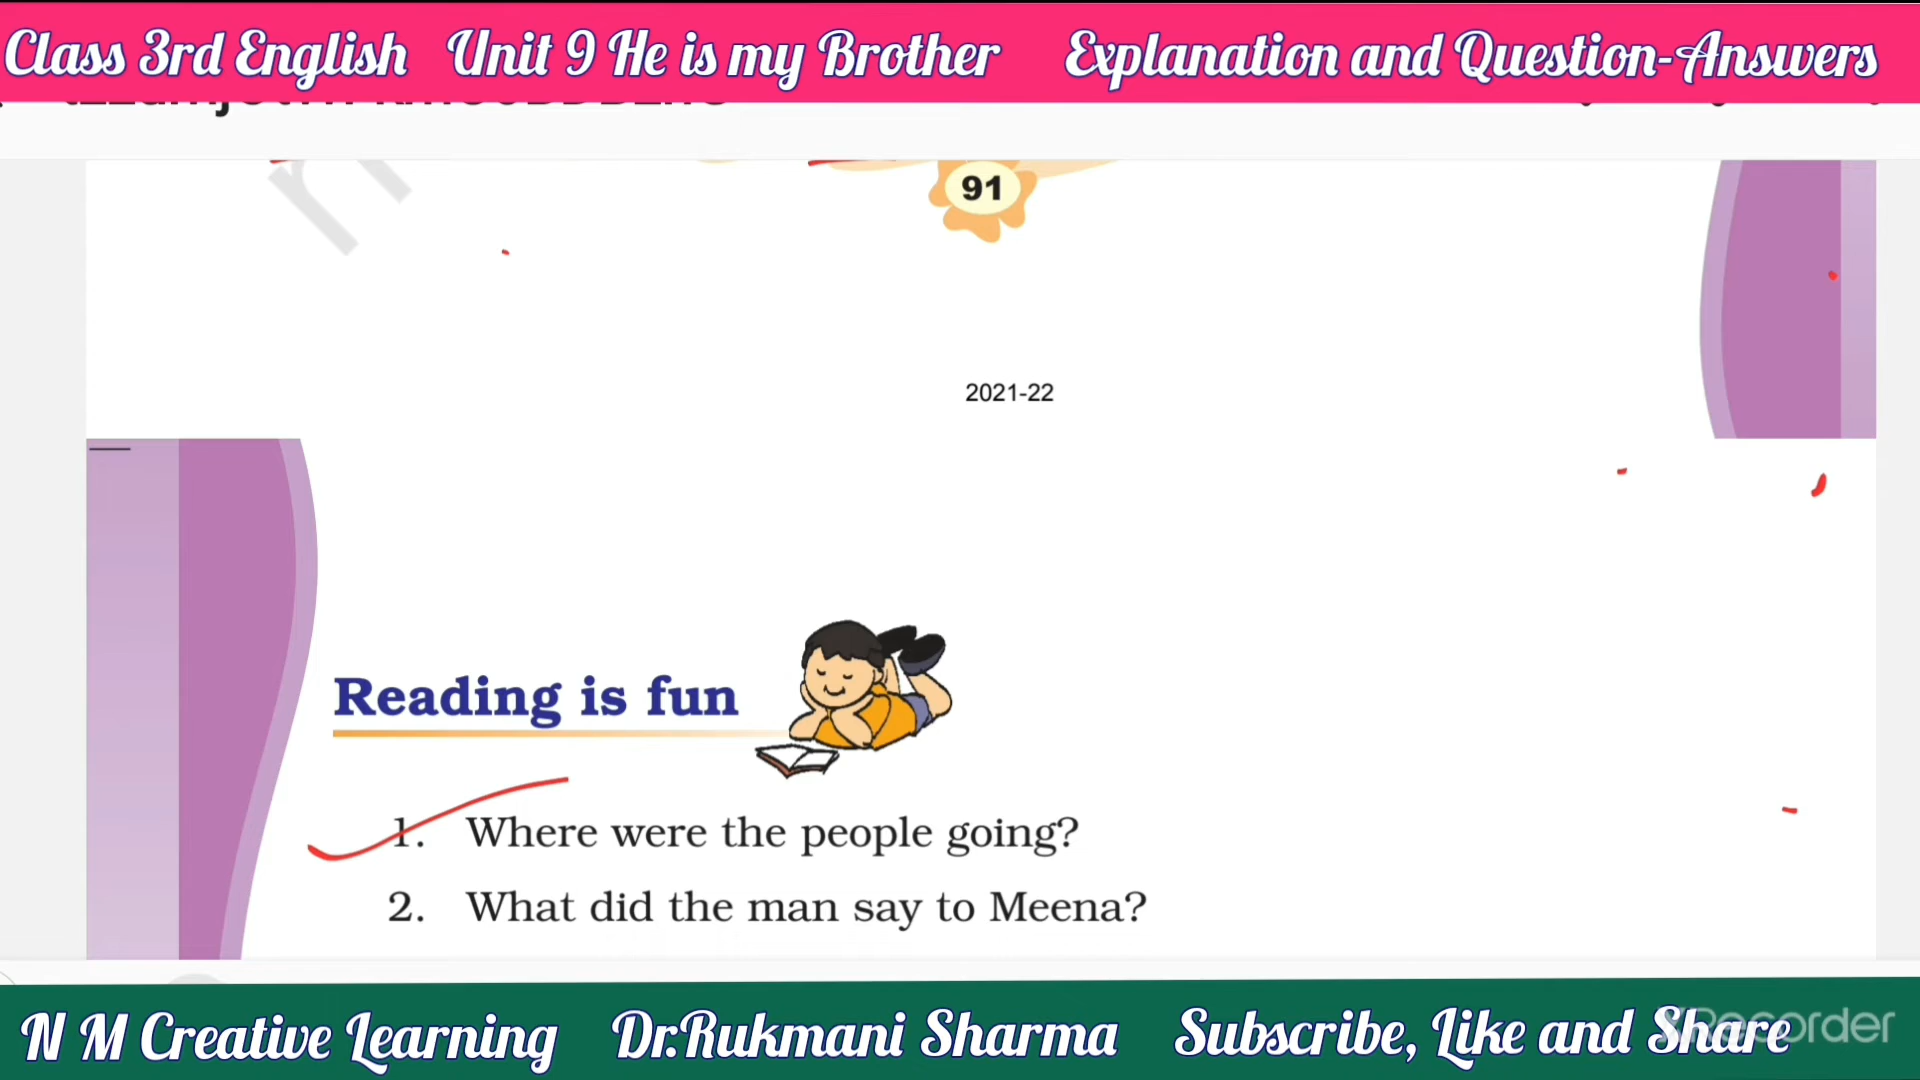 Class 3rd English Unit 9 He is my Brother Explanation and Question-Answers
91
2021-22
Reading is fun
1. Where were the people going?
2. What did the man say to Meena?
N M Creative Learning Dr.Rukmani Sharma Subscribe, Like and Share